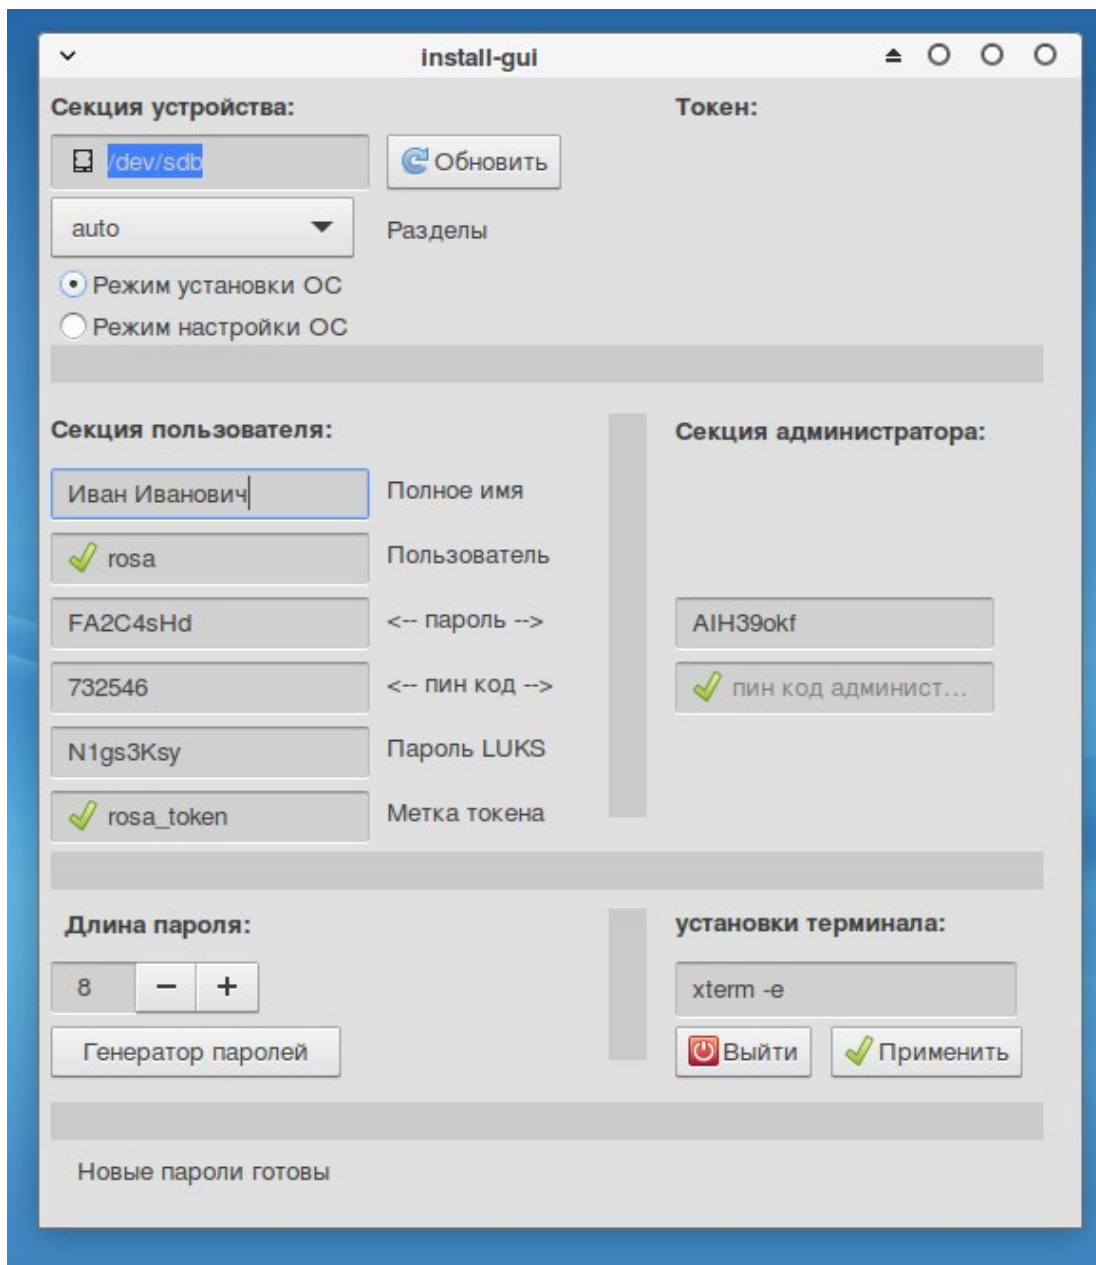 install-gui
Секция устройства:
Токен:
/dev/sdb
Обновить
auto
Разделы
Режим установки ОС
Режим настройки ОС
Секция пользователя:
Секция администратора:
Иван Иванович
Полное имя
rosa
Пользователь
FA2C4sHd
<-- пароль -->
AIH39okf
732546
<-- пин код -->
пин код админист...
N1gs3Ksy
Пароль LUKS
rosa_token
Метка токена
Длина пароля:
установки терминала:
8
− +
xterm -e
Генератор паролей
Выйти
Применить
Новые пароли готовы